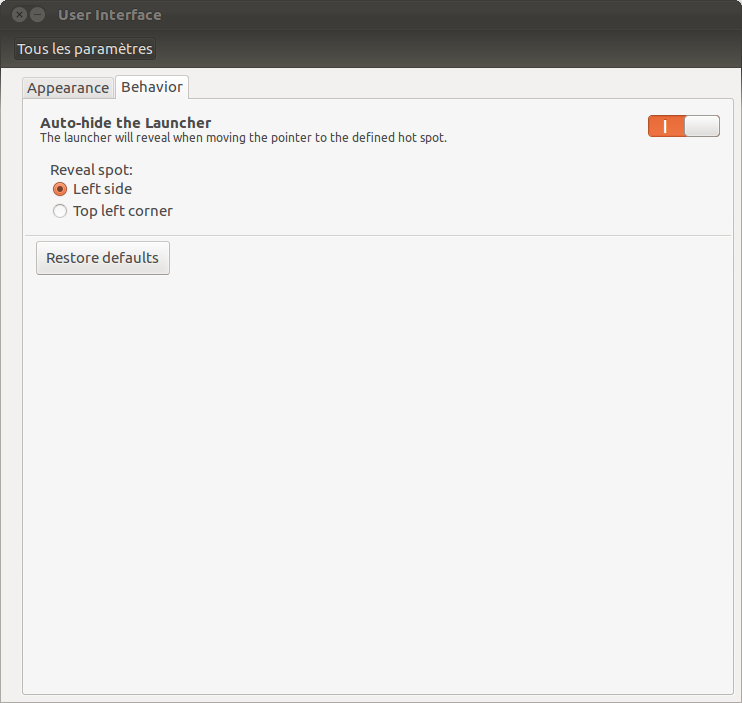 User Interface
Tous les paramètres
Appearance
Behavior
Auto-hide the Launcher
The launcher will reveal when moving the pointer to the defined hot spot.
Reveal spot:
Left side
Top left corner
Restore defaults